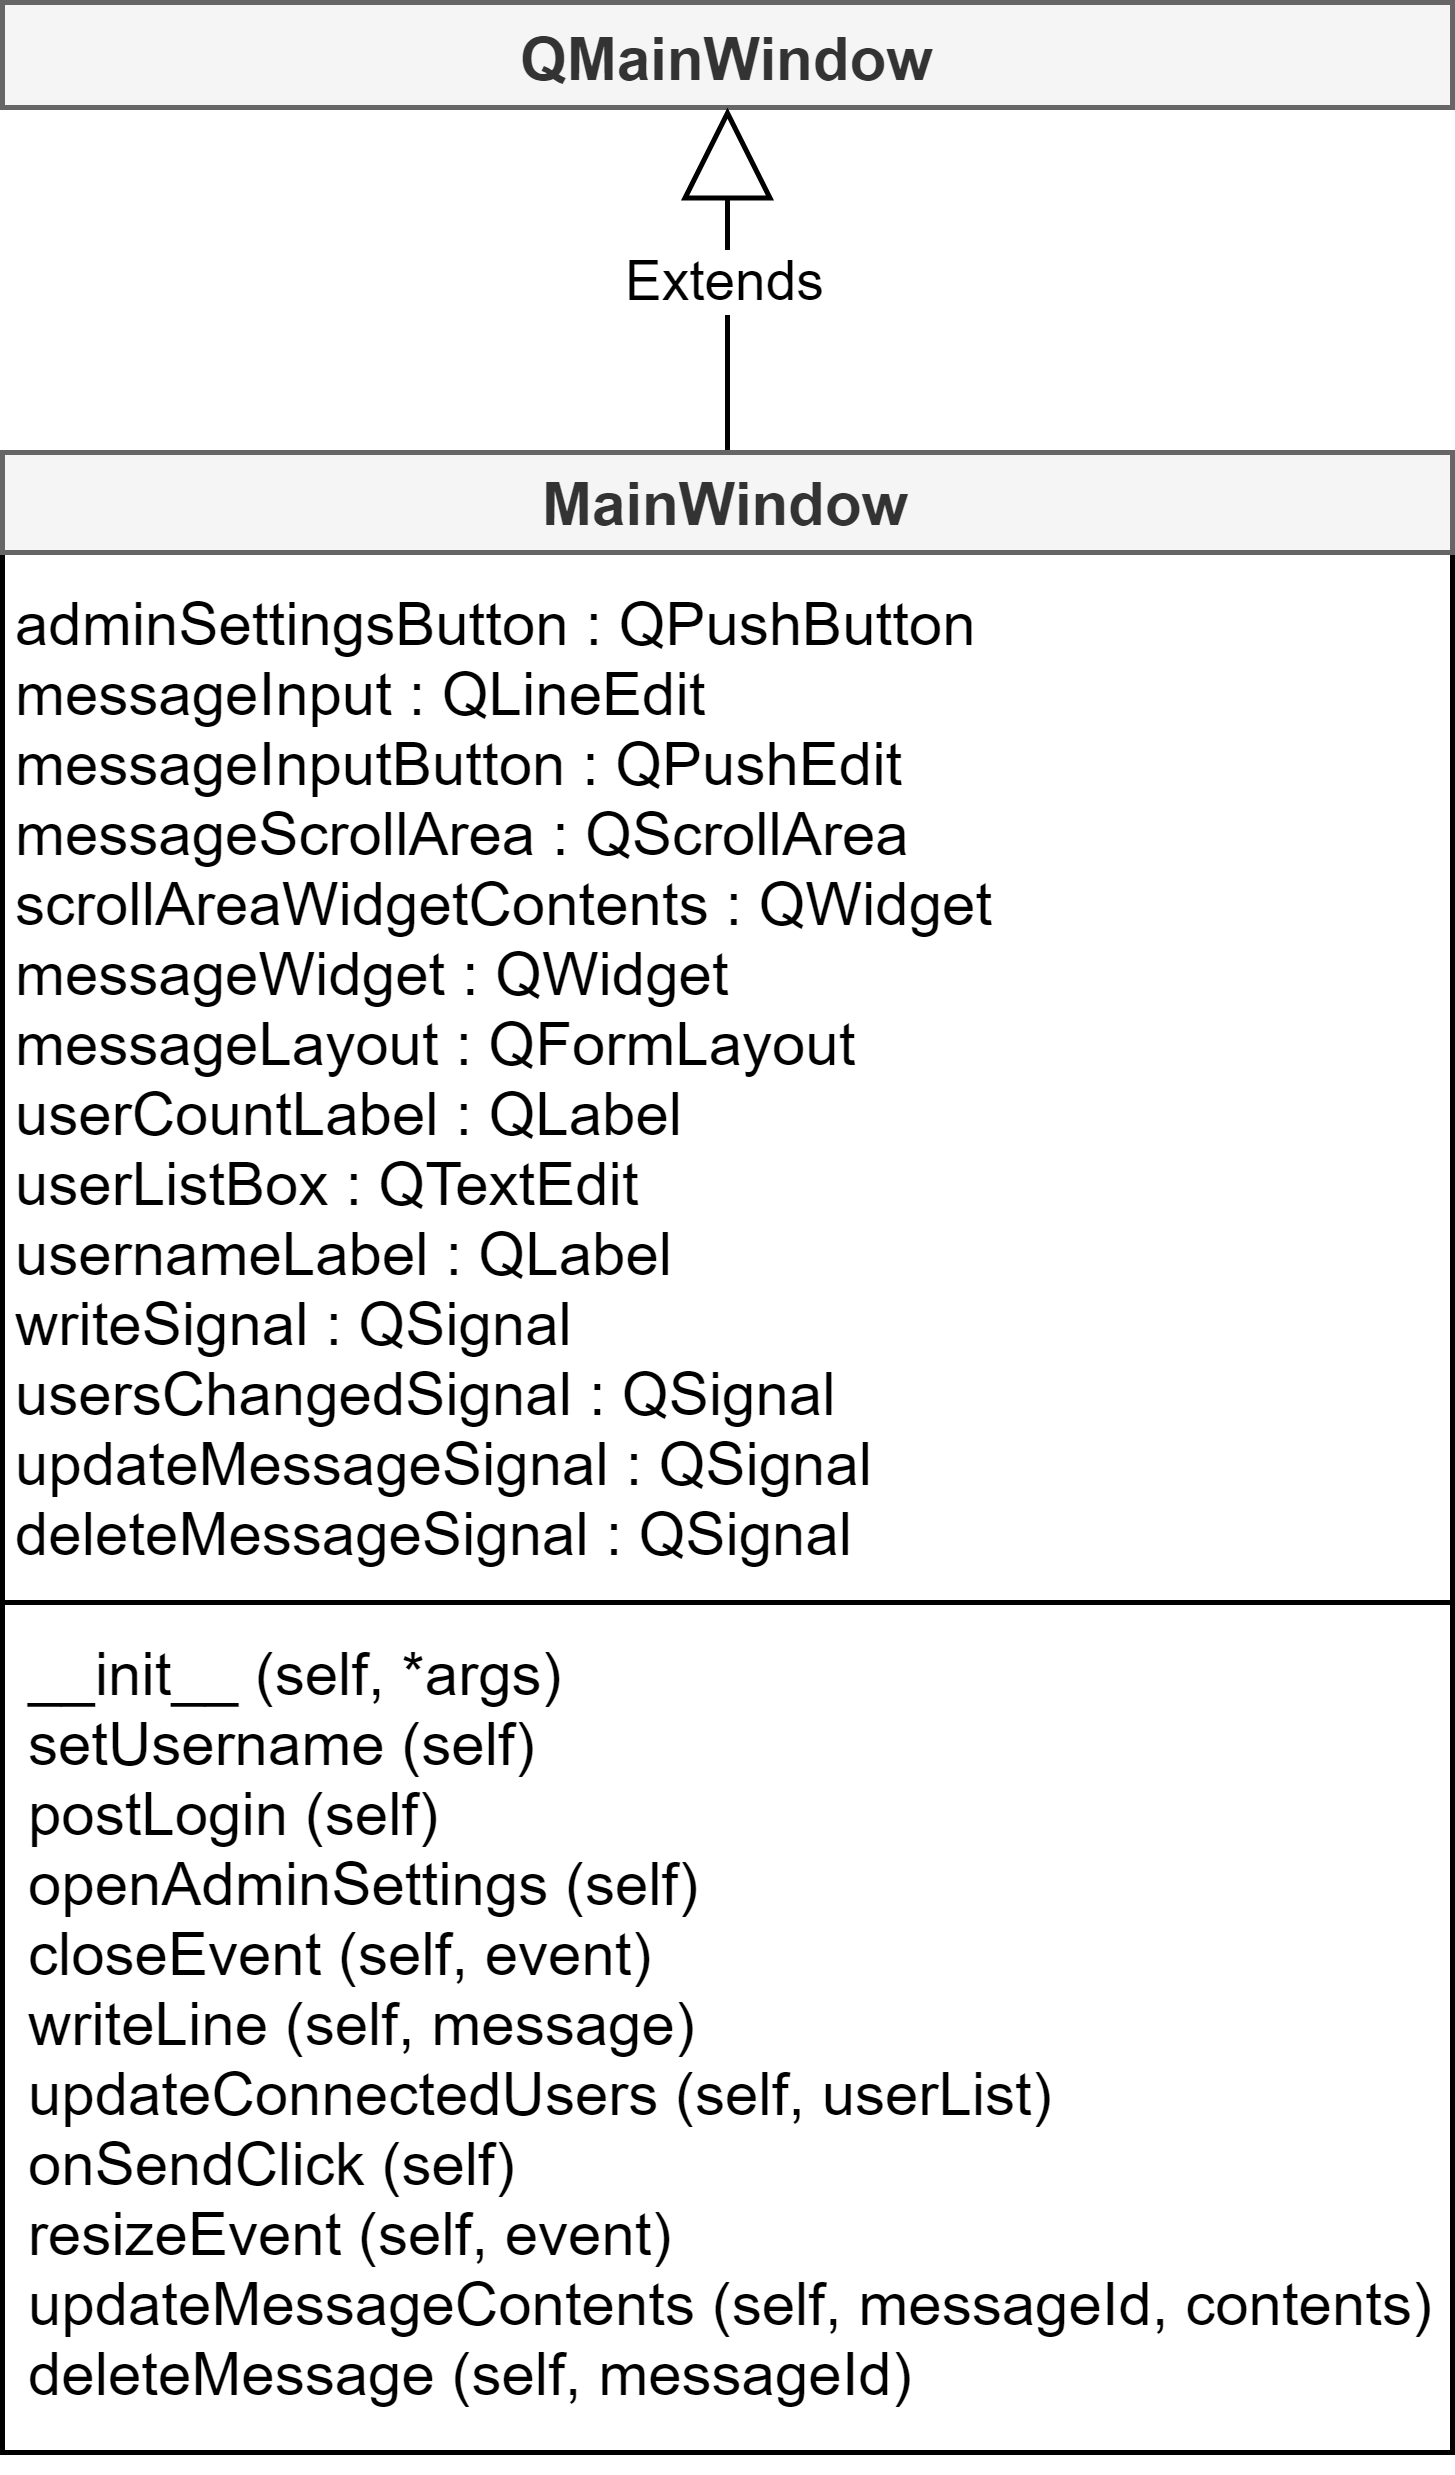 QMainWindow
Extends
MainWindow
adminSettingsButton : QPushButton
messageInput : QLineEdit
messageInputButton : QPushEdit
messageScrollArea : QScrollArea
scrollAreaWidgetContents : QWidget
messageWidget : QWidget
messageLayout : QFormLayout
userCountLabel : QLabel
userListBox : QTextEdit
usernameLabel : QLabel
writeSignal : QSignal
usersChangedSignal : QSignal
updateMessageSignal : QSignal
deleteMessageSignal : QSignal
__init__ (self, *args)
setUsername (self)
postLogin (self)
openAdminSettings (self)
closeEvent (self, event)
writeLine (self, message)
updateConnectedUsers (self, userList)
onSendClick (self)
resizeEvent (self, event)
updateMessageContents (self, messageId, contents)
deleteMessage (self, messageId)